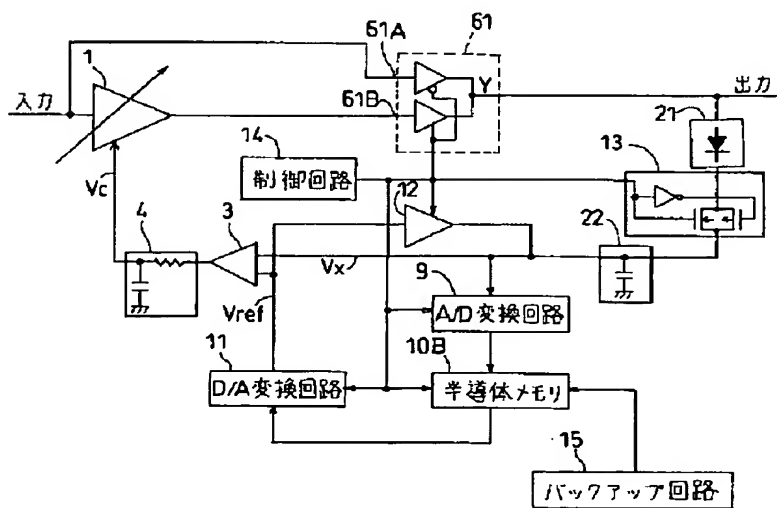 61A
61
1
入力
61B
Y
出力
21
14
制御回路
13
Vc
12
4
3
22
Vx
9
Vref
A/D変換回路
10B
11
D/A変換回路
半導体メモリ
15
バックアップ回路